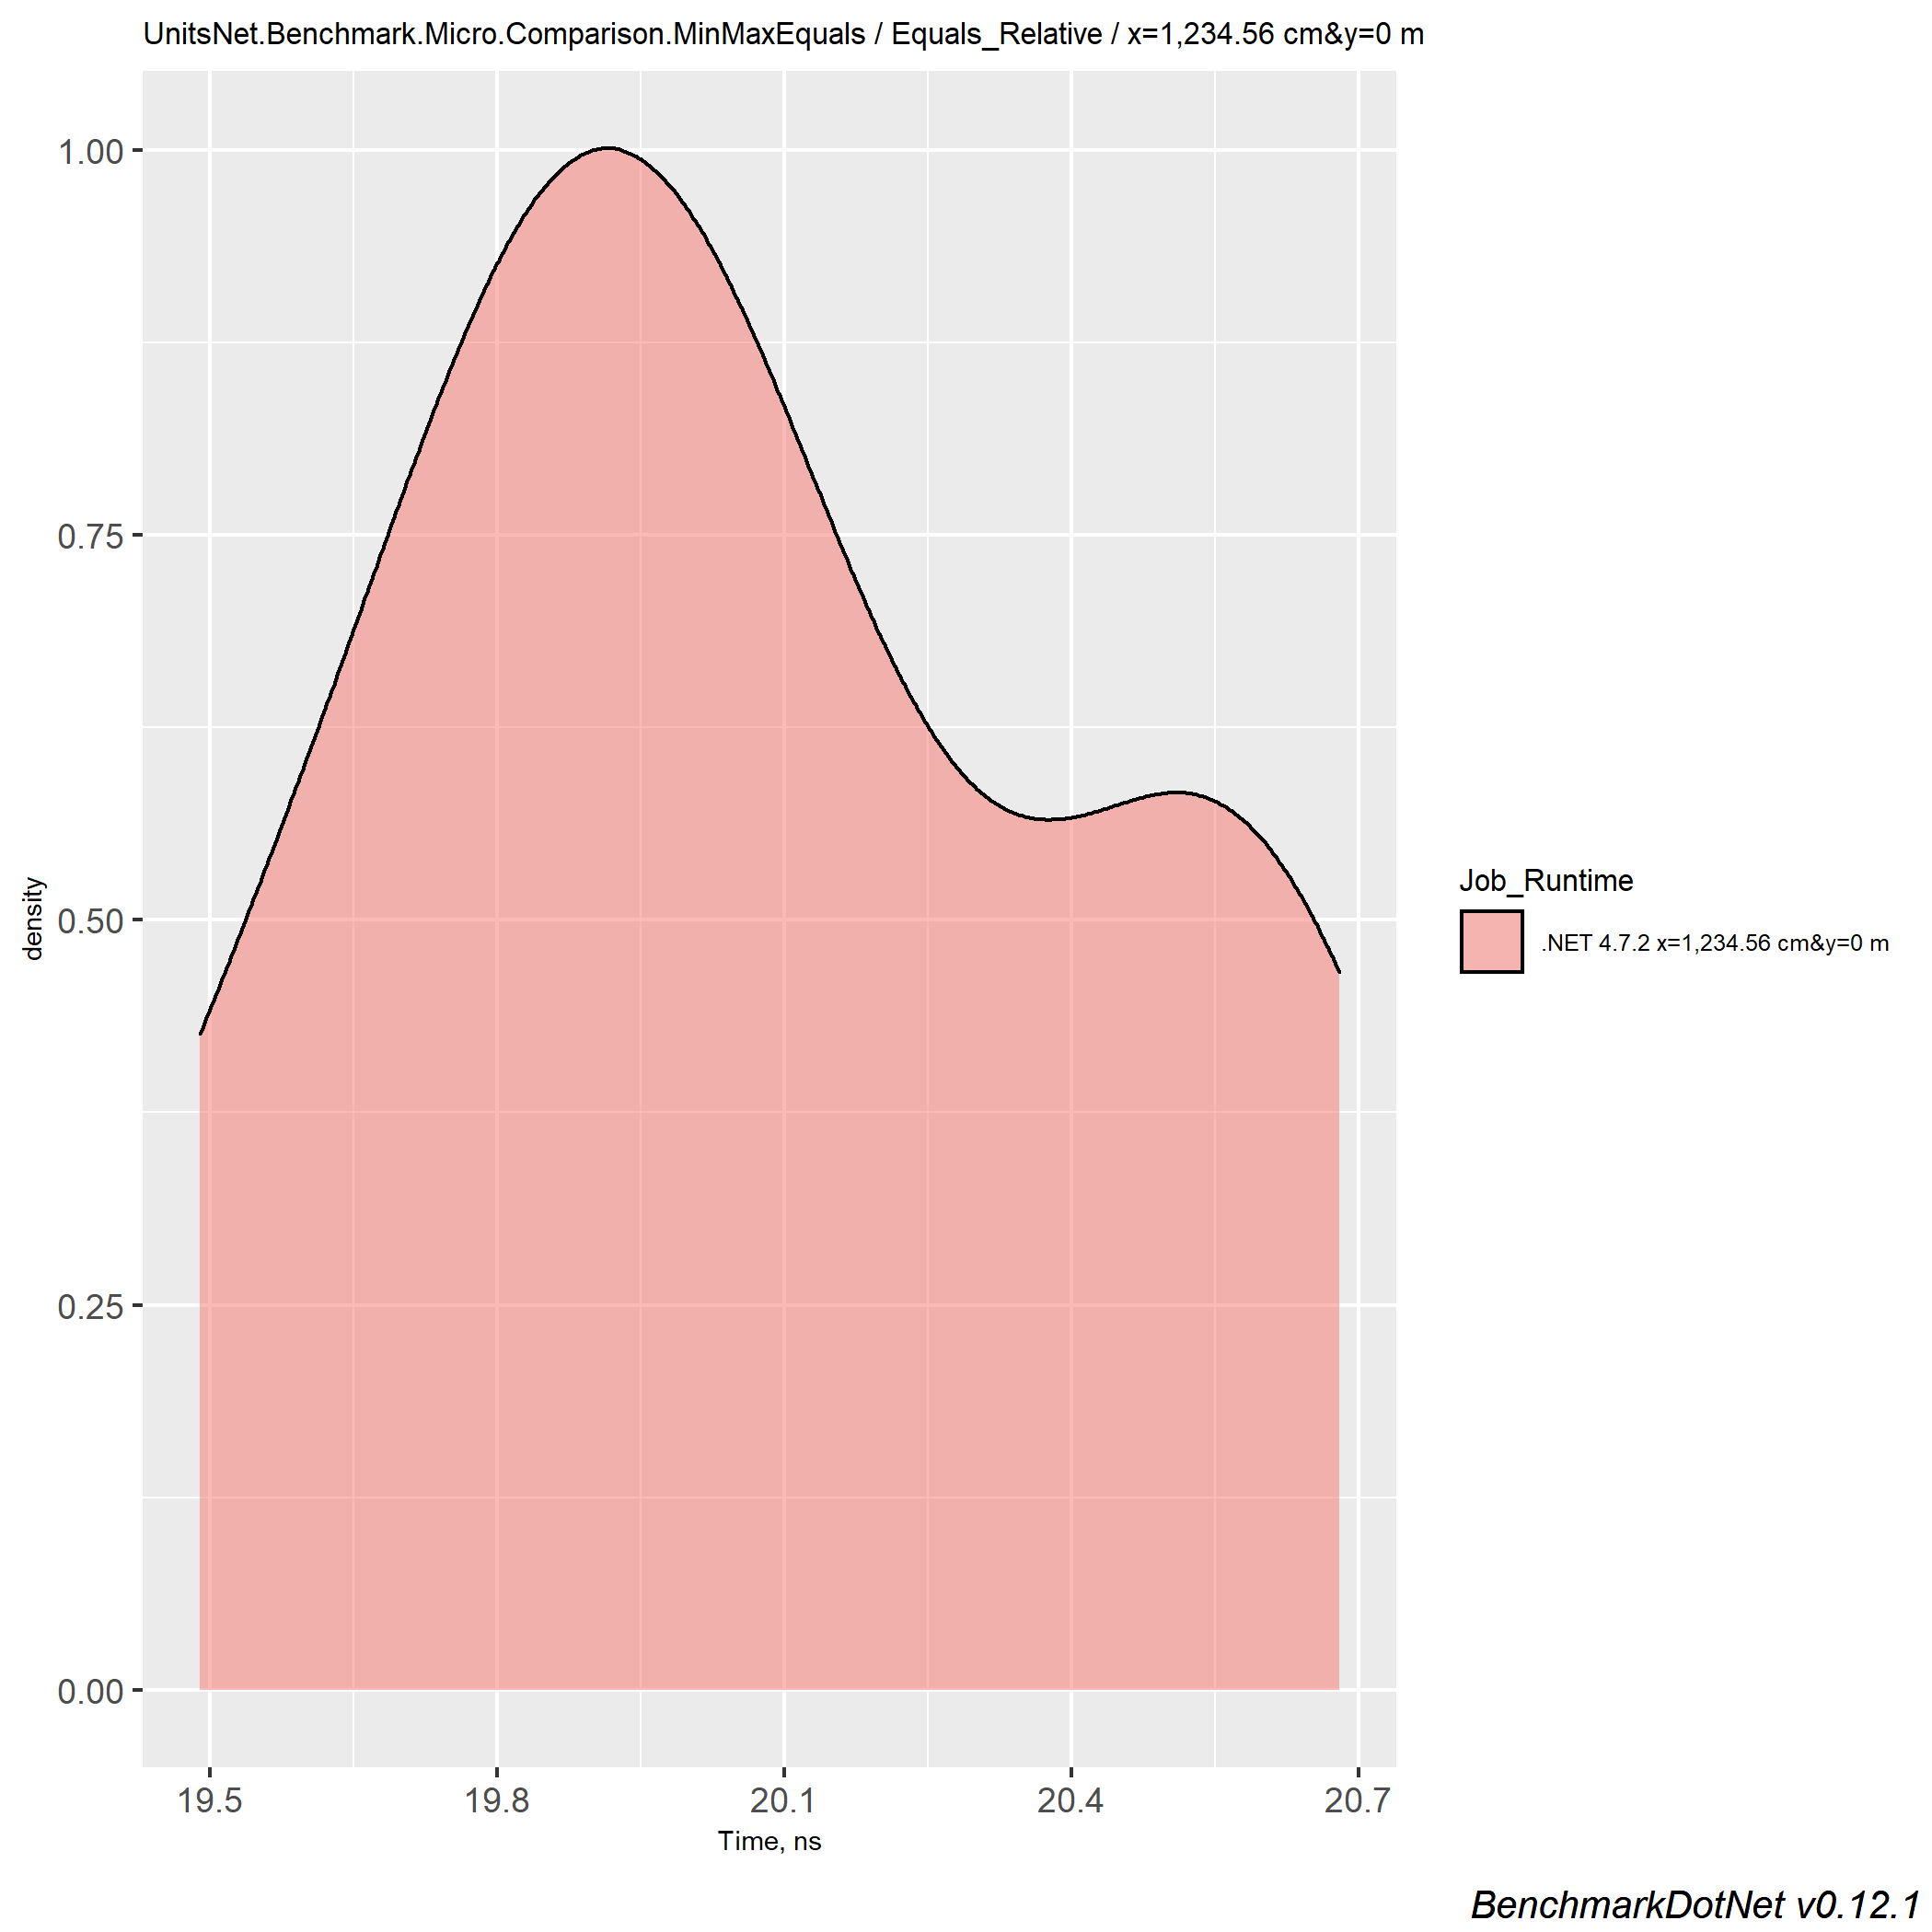 UnitsNet.Benchmark.Micro.Comparison.MinMaxEquals / Equals_Relative / x=1,234.56 cm&y=0 m
1.00
0.75
0.50
0.25
0.00
density
19.5 19.8 20.1 20.4 20.7
Time, ns
Job_Runtime
.NET 4.7.2 x=1,234.56 cm&y=0 m
BenchmarkDotNet v0.12.1